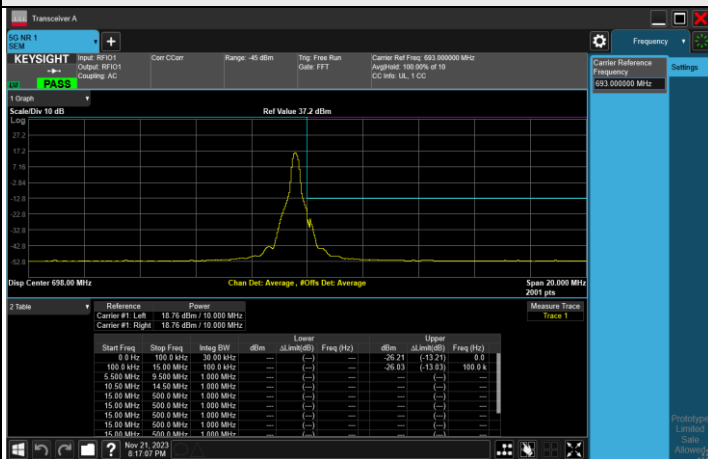 Transceiver A
5G NR 1
SEM
+
Frequency
KEYSIGHT
Input: RFIO1
Output: RFIO1
Coupling: AC
Corr CCorr
Range: -45 dBm
Trig: Free Run
Gate: FFT
Carrier Ref Freq: 693.000000 MHz
Avg|Hold: 100.00% of 10
CC Info: UL, 1 CC
PASS
Carrier Reference
Frequency
693.000000 MHz
Settings
1 Graph
Scale/Div 10 dB
Ref Value 37.2 dBm
Log
27.2
17.2
7.16
-2.84
-12.8
-22.8
-32.8
-42.8
-52.8
Disp Center 698.00 MHz
Chan Det: Average , #Offs Det: Average
Span 20.000 MHz
2001 pts
2 Table
Reference Power
Carrier #1: Left 18.76 dBm / 10.000 MHz
Carrier #1: Right 18.76 dBm / 10.000 MHz
Measure Trace
Trace 1
Lower Upper
Start Freq Stop Freq Integ BW dBm ΔLimit(dB) Freq (Hz) dBm ΔLimit(dB) Freq (Hz)
0.0 Hz 100.0 kHz 30.00 kHz --- (---) --- -26.21 (-13.21) 0.0
100.0 kHz 15.00 MHz 100.0 kHz --- (---) --- -26.03 (-13.03) 100.0 k
5.500 MHz 9.500 MHz 1.000 MHz --- (---) --- --- (---) ---
10.50 MHz 14.50 MHz 1.000 MHz --- (---) --- --- (---) ---
15.00 MHz 500.0 MHz 1.000 MHz --- (---) --- --- (---) ---
15.00 MHz 500.0 MHz 1.000 MHz --- (---) --- --- (---) ---
15.00 MHz 500.0 MHz 1.000 MHz --- (---) --- --- (---) ---
15.00 MHz 500.0 MHz 1.000 MHz --- (---) --- --- (---) ---
15.00 MHz 500.0 MHz 1.000 MHz --- (---) --- --- (---) ---
Prototype
Limited
Sale
Allowed
?
Nov 21, 2023
8:17:07 PM